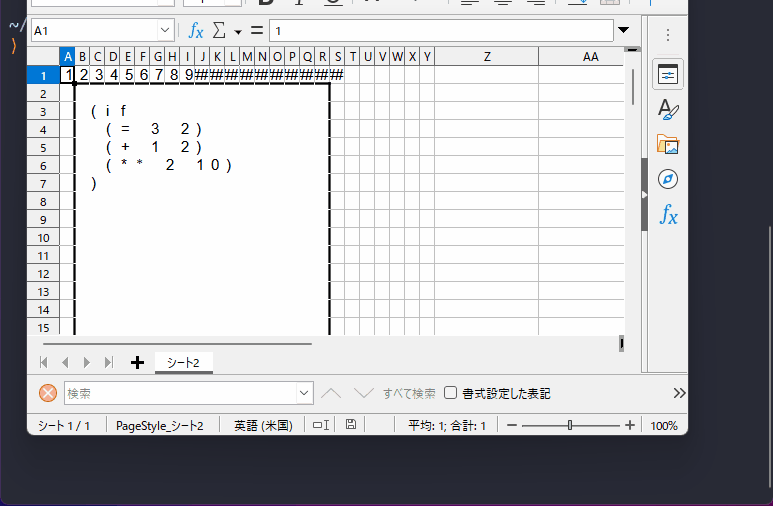 ~/
)
A1 fx Σ = 1
A B C D E F G H I J K L M N O P Q R S T U V W X Y Z AA
1 1 2 3 4 5 6 7 8 9 ####################
2
3 (if
4 (= 3 2)
5 (+ 1 2)
6 (** 2 10)
7 )
8
9
10
11
12
13
14
15
fx
シート2
検索 すべて検索 書式設定した表記
シート 1 / 1 PageStyle_シート2 英語 (米国) 平均: 1; 合計: 1 100%